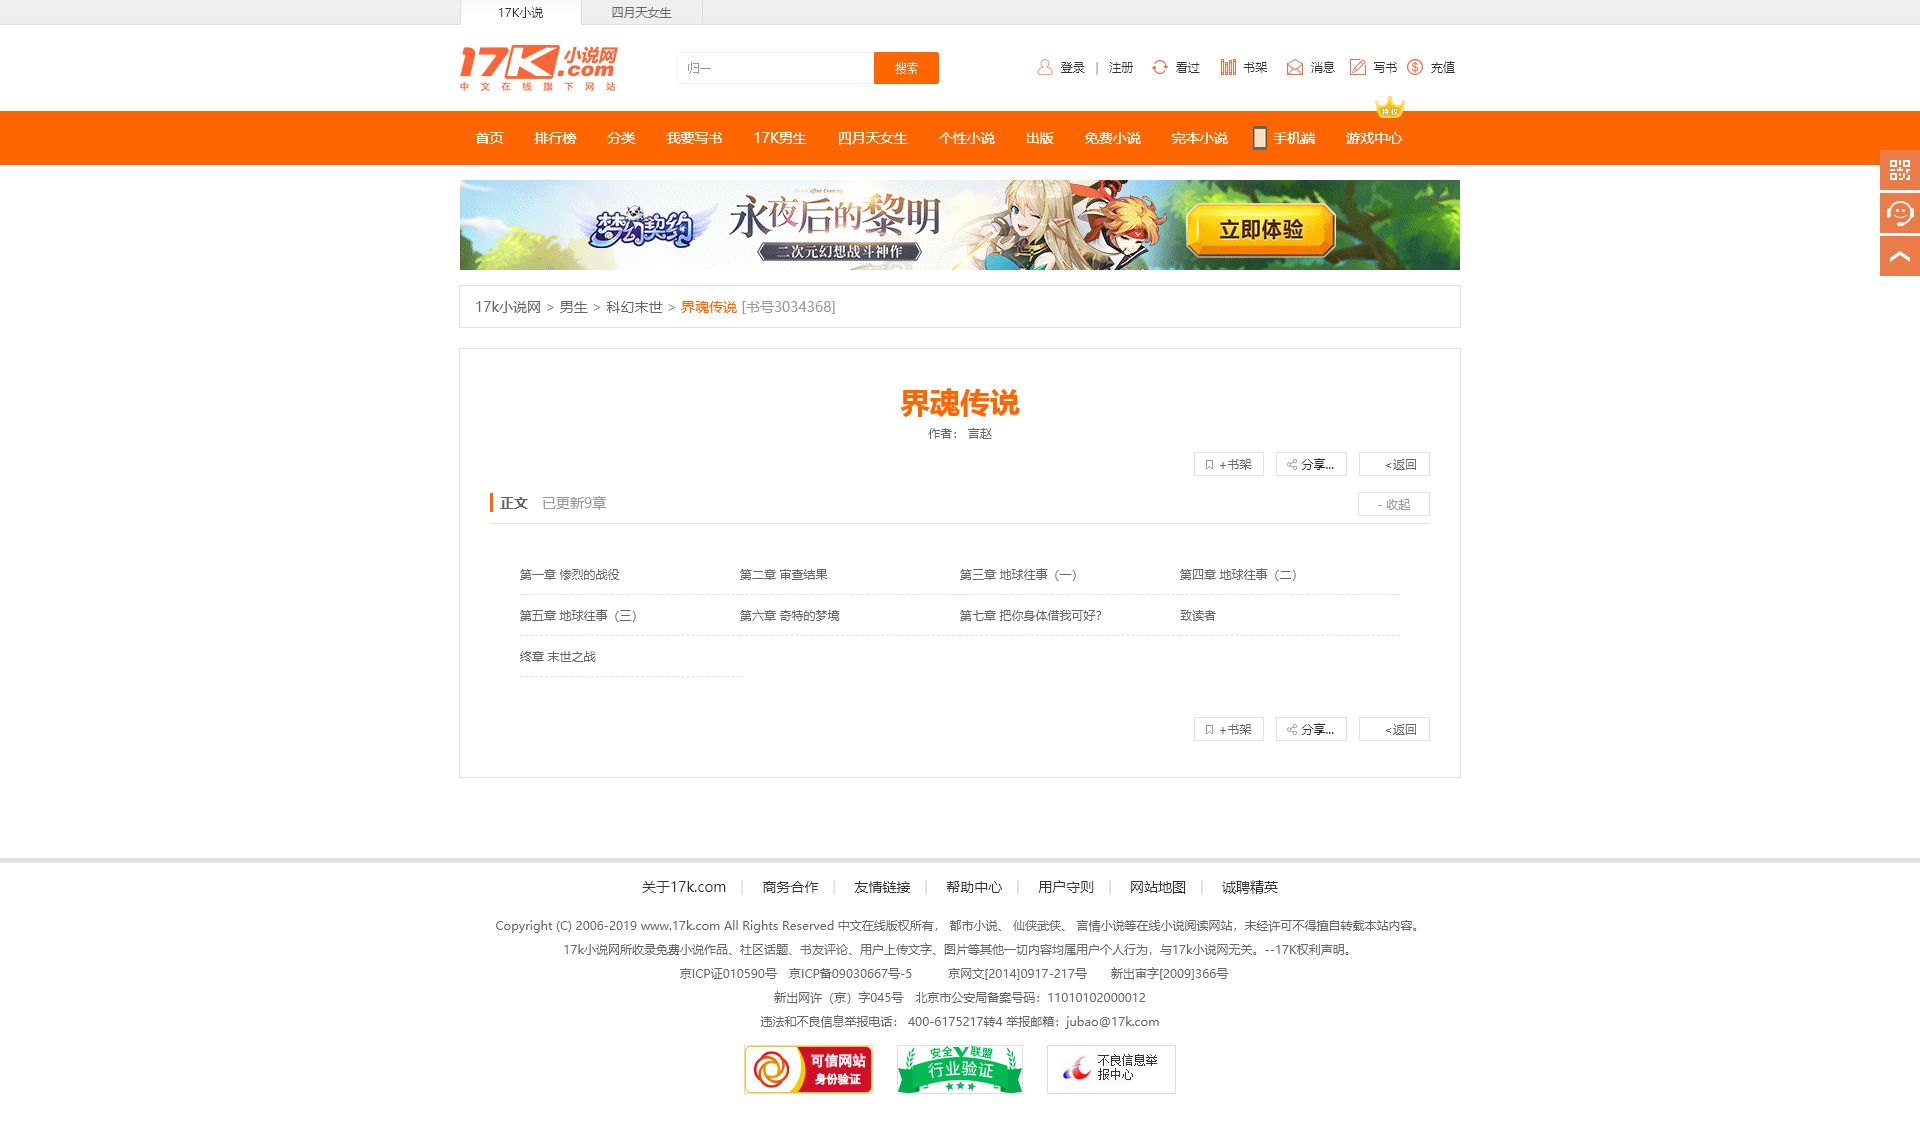 17K小说 四月天女生
17K.com 小说网
中文在线旗下网站
归一 搜索
登录 | 注册 看过 书架 消息 写书 充值
特权
首页 排行榜 分类 我要写书 17K男生 四月天女生 个性小说 出版 免费小说 完本小说 手机端 游戏中心
梦幻契约 永夜后的黎明 二次元幻想战斗神作 立即体验
17k小说网 > 男生 > 科幻末世 > 界魂传说 [书号3034368]
界魂传说
作者： 言赵
+书架 分享... <返回
正文 已更新9章 - 收起
第一章 惨烈的战役 第二章 审查结果 第三章 地球往事（一） 第四章 地球往事（二）
第五章 地球往事（三） 第六章 奇特的梦境 第七章 把你身体借我可好？ 致读者
终章 末世之战
+书架 分享... <返回
关于17k.com | 商务合作 | 友情链接 | 帮助中心 | 用户守则 | 网站地图 | 诚聘精英
Copyright (C) 2006-2019 www.17k.com All Rights Reserved 中文在线版权所有， 都市小说、 仙侠武侠、 言情小说等在线小说阅读网站，未经许可不得擅自转载本站内容。
17k小说网所收录免费小说作品、社区话题、书友评论、用户上传文字、图片等其他一切内容均属用户个人行为，与17k小说网无关。--17K权利声明。
京ICP证010590号 京ICP备09030667号-5 京网文[2014]0917-217号 新出审字[2009]366号
新出网许（京）字045号 北京市公安局备案号码：11010102000012
违法和不良信息举报电话： 400-6175217转4 举报邮箱：jubao@17k.com
可信网站 身份验证
安全联盟 行业验证
不良信息举报中心